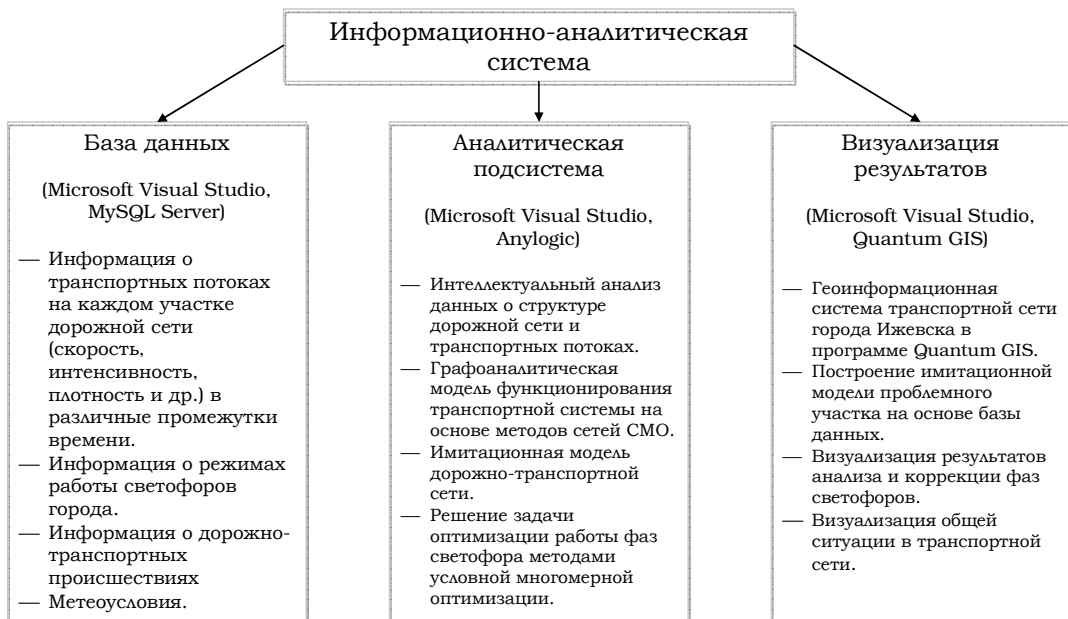 Информационно-аналитическая
система
База данных
(Microsoft Visual Studio,
MySQL Server)
— Информация о
транспортных потоках
на каждом участке
дорожной сети
(скорость,
интенсивность,
плотность и др.) в
различные промежутки
времени.
— Информация о режимах
работы светофоров
города.
— Информация о дорожно-
транспортных
происшествиях
— Метеоусловия.
Аналитическая
подсистема
(Microsoft Visual Studio,
Anylogic)
— Интеллектуальный анализ
данных о структуре
дорожной сети и
транспортных потоках.
— Графоаналитическая
модель функционирования
транспортной системы на
основе методов сетей СМО.
— Имитационная модель
дорожно-транспортной
сети.
— Решение задачи
оптимизации работы фаз
светофора методами
условной многомерной
оптимизации.
Визуализация
результатов
(Microsoft Visual Studio,
Quantum GIS)
— Геоинформационная
система транспортной сети
города Ижевска в
программе Quantum GIS.
— Построение имитационной
модели проблемного
участка на основе базы
данных.
— Визуализация результатов
анализа и коррекции фаз
светофоров.
— Визуализация общей
ситуации в транспортной
сети.